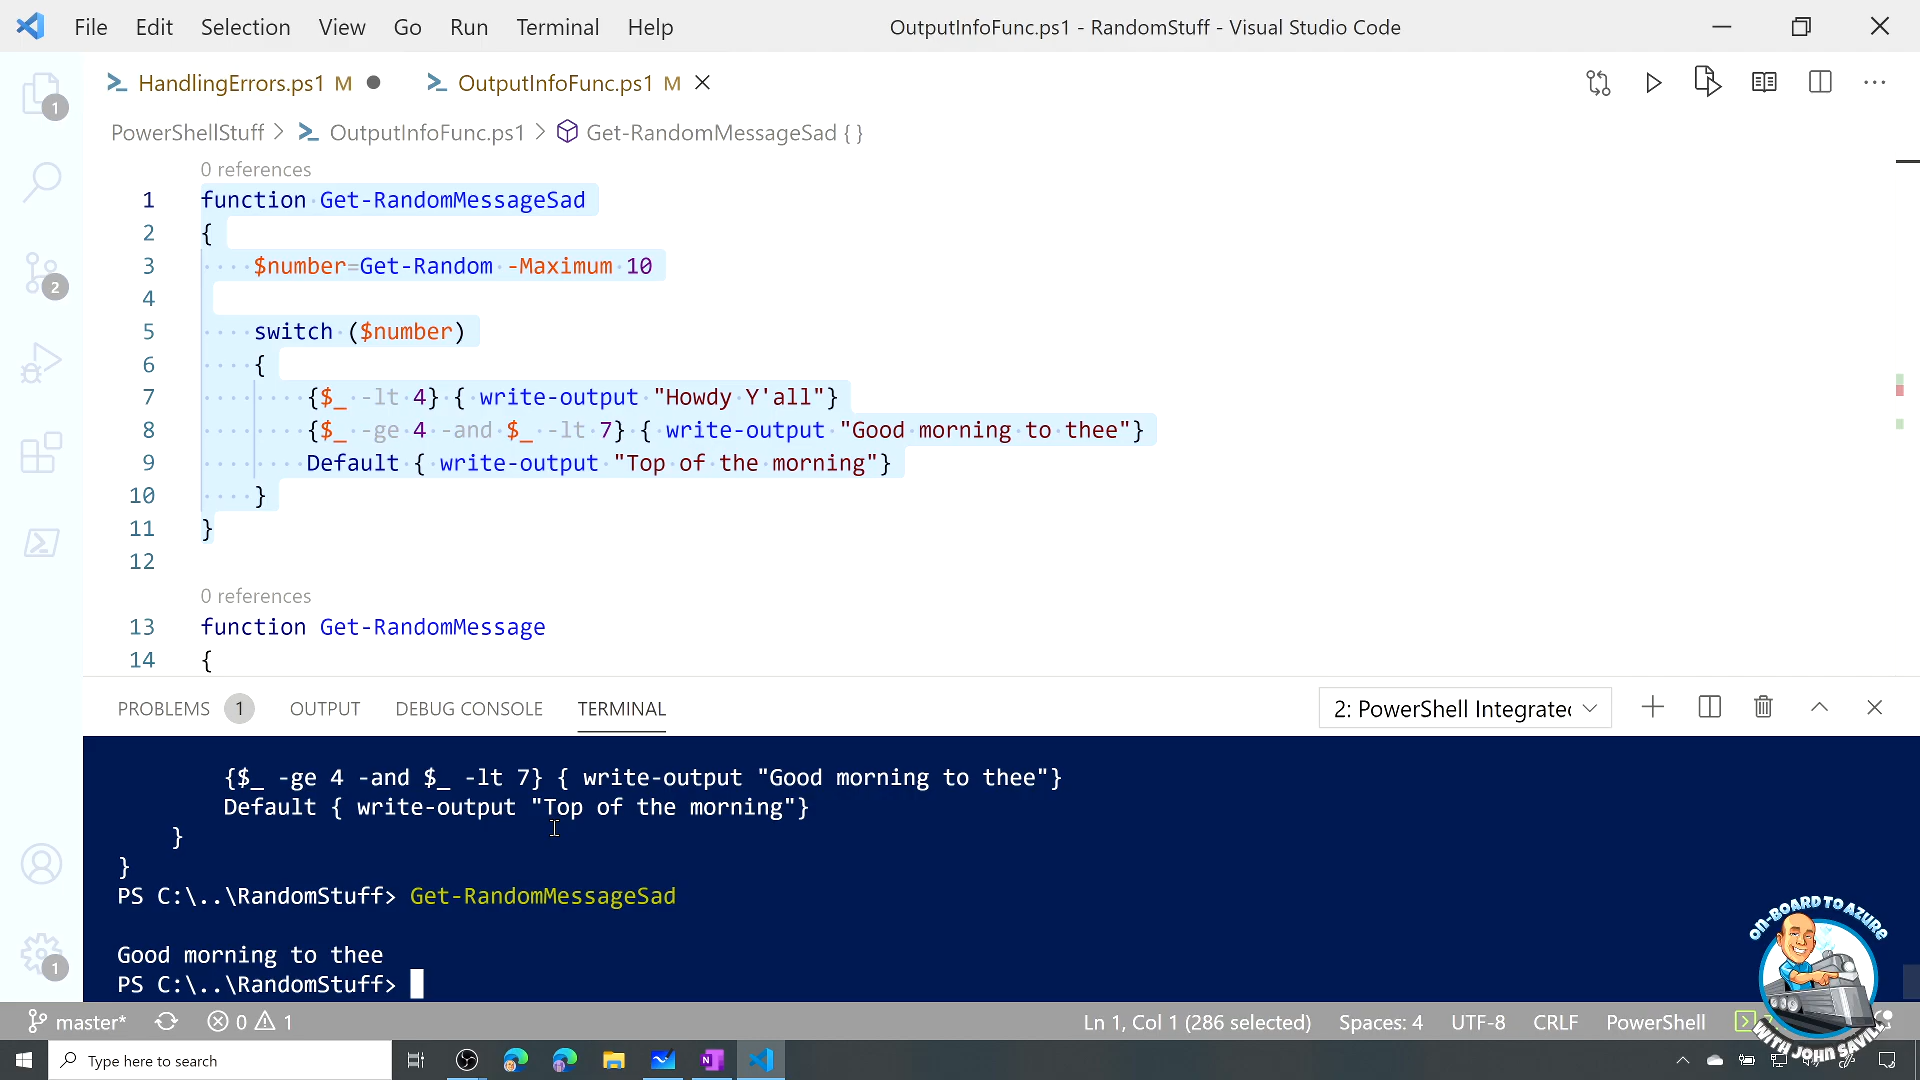 File Edit Selection View Go Run Terminal Help OutputInfoFunc.ps1 - RandomStuff - Visual Studio Code
HandlingErrors.ps1 M OutputInfoFunc.ps1 M
PowerShellStuff > OutputInfoFunc.ps1 > Get-RandomMessageSad { }
0 references
1 function Get-RandomMessageSad
2 {
3 $number=Get-Random -Maximum 10
4
5 switch ($number)
6 {
7 {$_ -lt 4} { write-output "Howdy Y'all"}
8 {$_ -ge 4 -and $_ -lt 7} { write-output "Good morning to thee"}
9 Default { write-output "Top of the morning"}
10 }
11 }
12
0 references
13 function Get-RandomMessage
14 {
1
2
1
PROBLEMS 1 OUTPUT DEBUG CONSOLE TERMINAL 2: PowerShell Integrated
{$_ -ge 4 -and $_ -lt 7} { write-output "Good morning to thee"}
Default { write-output "Top of the morning"}
}
}
PS C:\..\RandomStuff> Get-RandomMessageSad
Good morning to thee
PS C:\..\RandomStuff>
ON-BOARD TO AZURE
WITH JOHN SAVILL
master* 0 1 Ln 1, Col 1 (286 selected) Spaces: 4 UTF-8 CRLF PowerShell
Type here to search